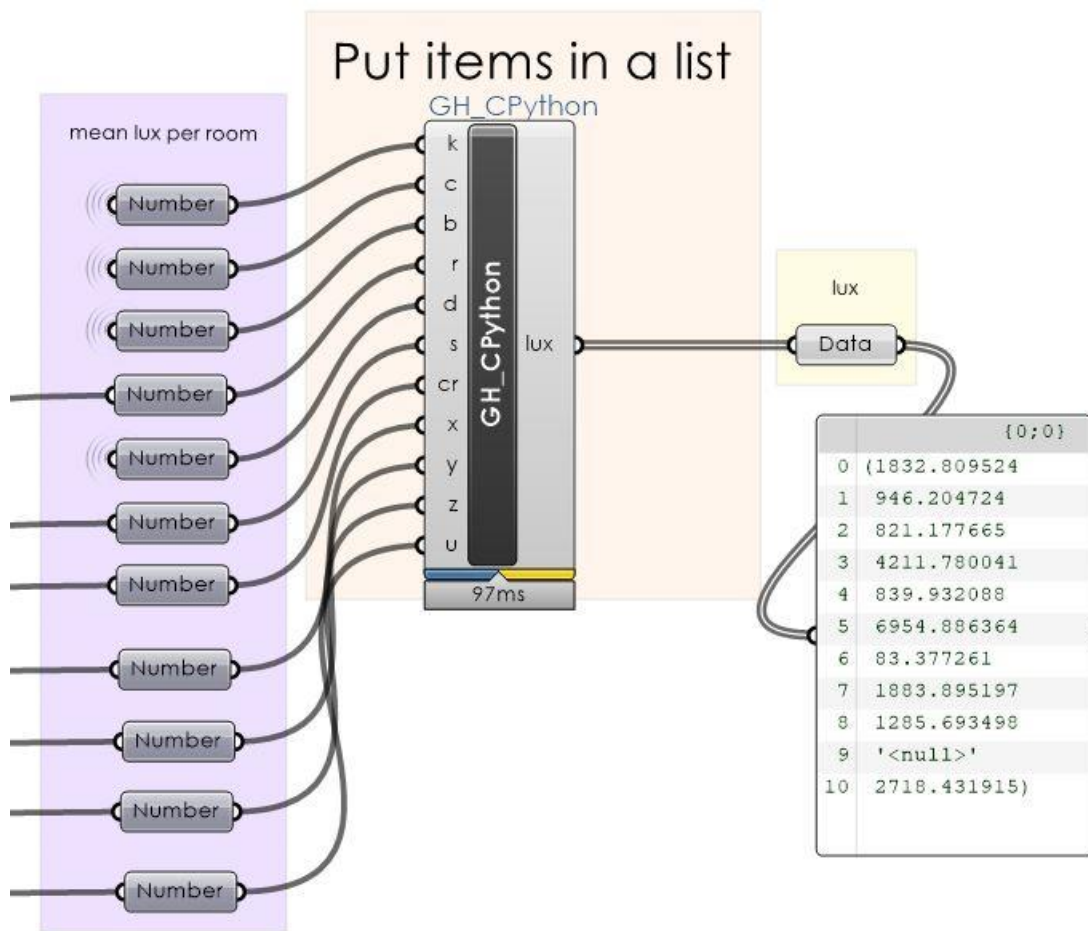 Put items in a list
GH_CPython
mean lux per room
Number
Number
Number
Number
Number
Number
Number
Number
Number
Number
Number
k
c
b
r
d
s
cr
x
y
z
u
GH_CPython
lux
97ms
lux
Data
{0;0}
0 (1832.809524
1 946.204724
2 821.177665
3 4211.780041
4 839.932088
5 6954.886364
6 83.377261
7 1883.895197
8 1285.693498
9 '<null>'
10 2718.431915)